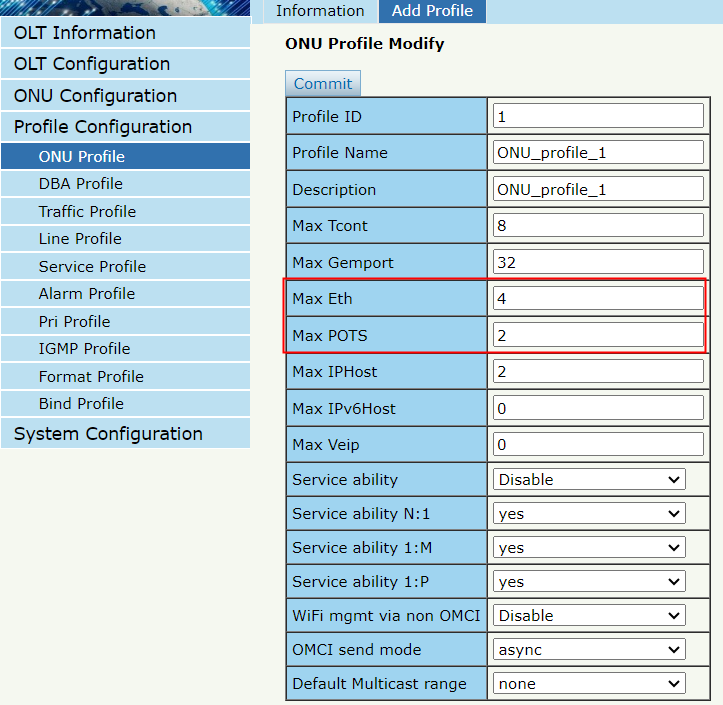 Information Add Profile
OLT Information
OLT Configuration
ONU Configuration
Profile Configuration
ONU Profile
DBA Profile
Traffic Profile
Line Profile
Service Profile
Alarm Profile
Pri Profile
IGMP Profile
Format Profile
Bind Profile
System Configuration
ONU Profile Modify
Commit
Profile ID 1
Profile Name ONU_profile_1
Description ONU_profile_1
Max Tcont 8
Max Gemport 32
Max Eth 4
Max POTS 2
Max IPHost 2
Max IPv6Host 0
Max Veip 0
Service ability Disable
Service ability N:1 yes
Service ability 1:M yes
Service ability 1:P yes
WiFi mgmt via non OMCI Disable
OMCI send mode async
Default Multicast range none